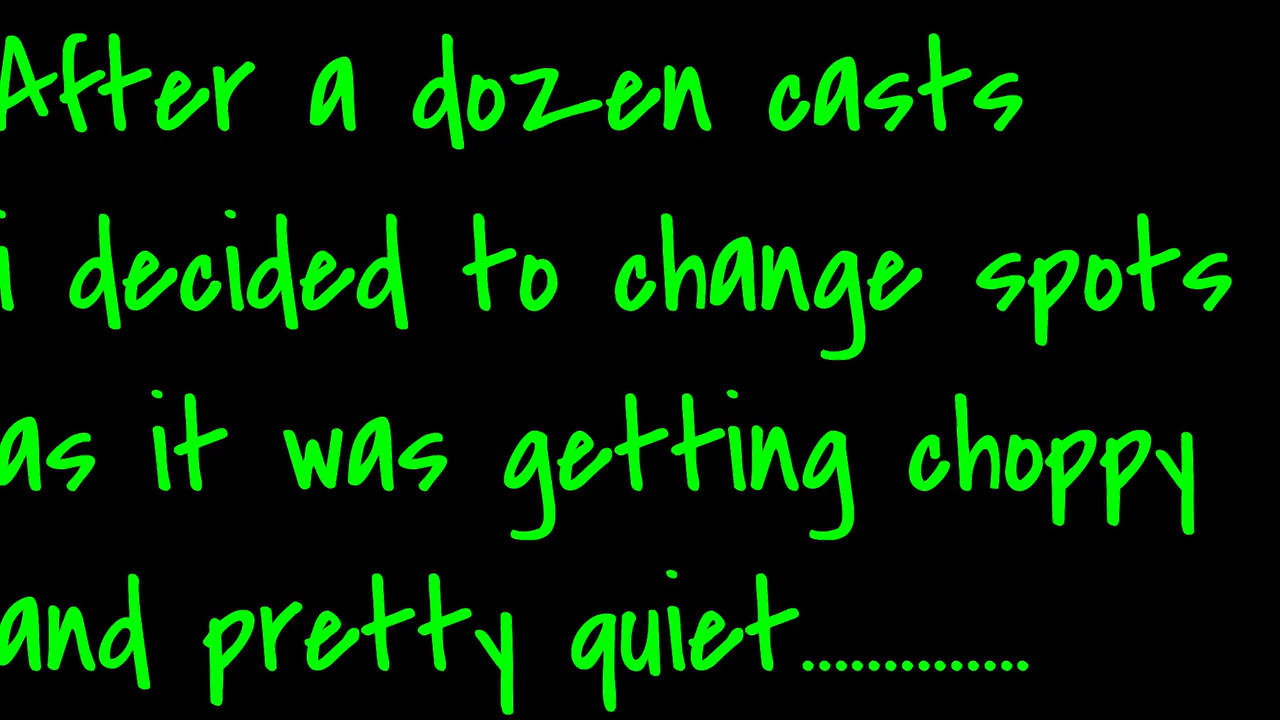 After a dozen casts
i decided to change spots
as it was getting choppy
and pretty quiet..............